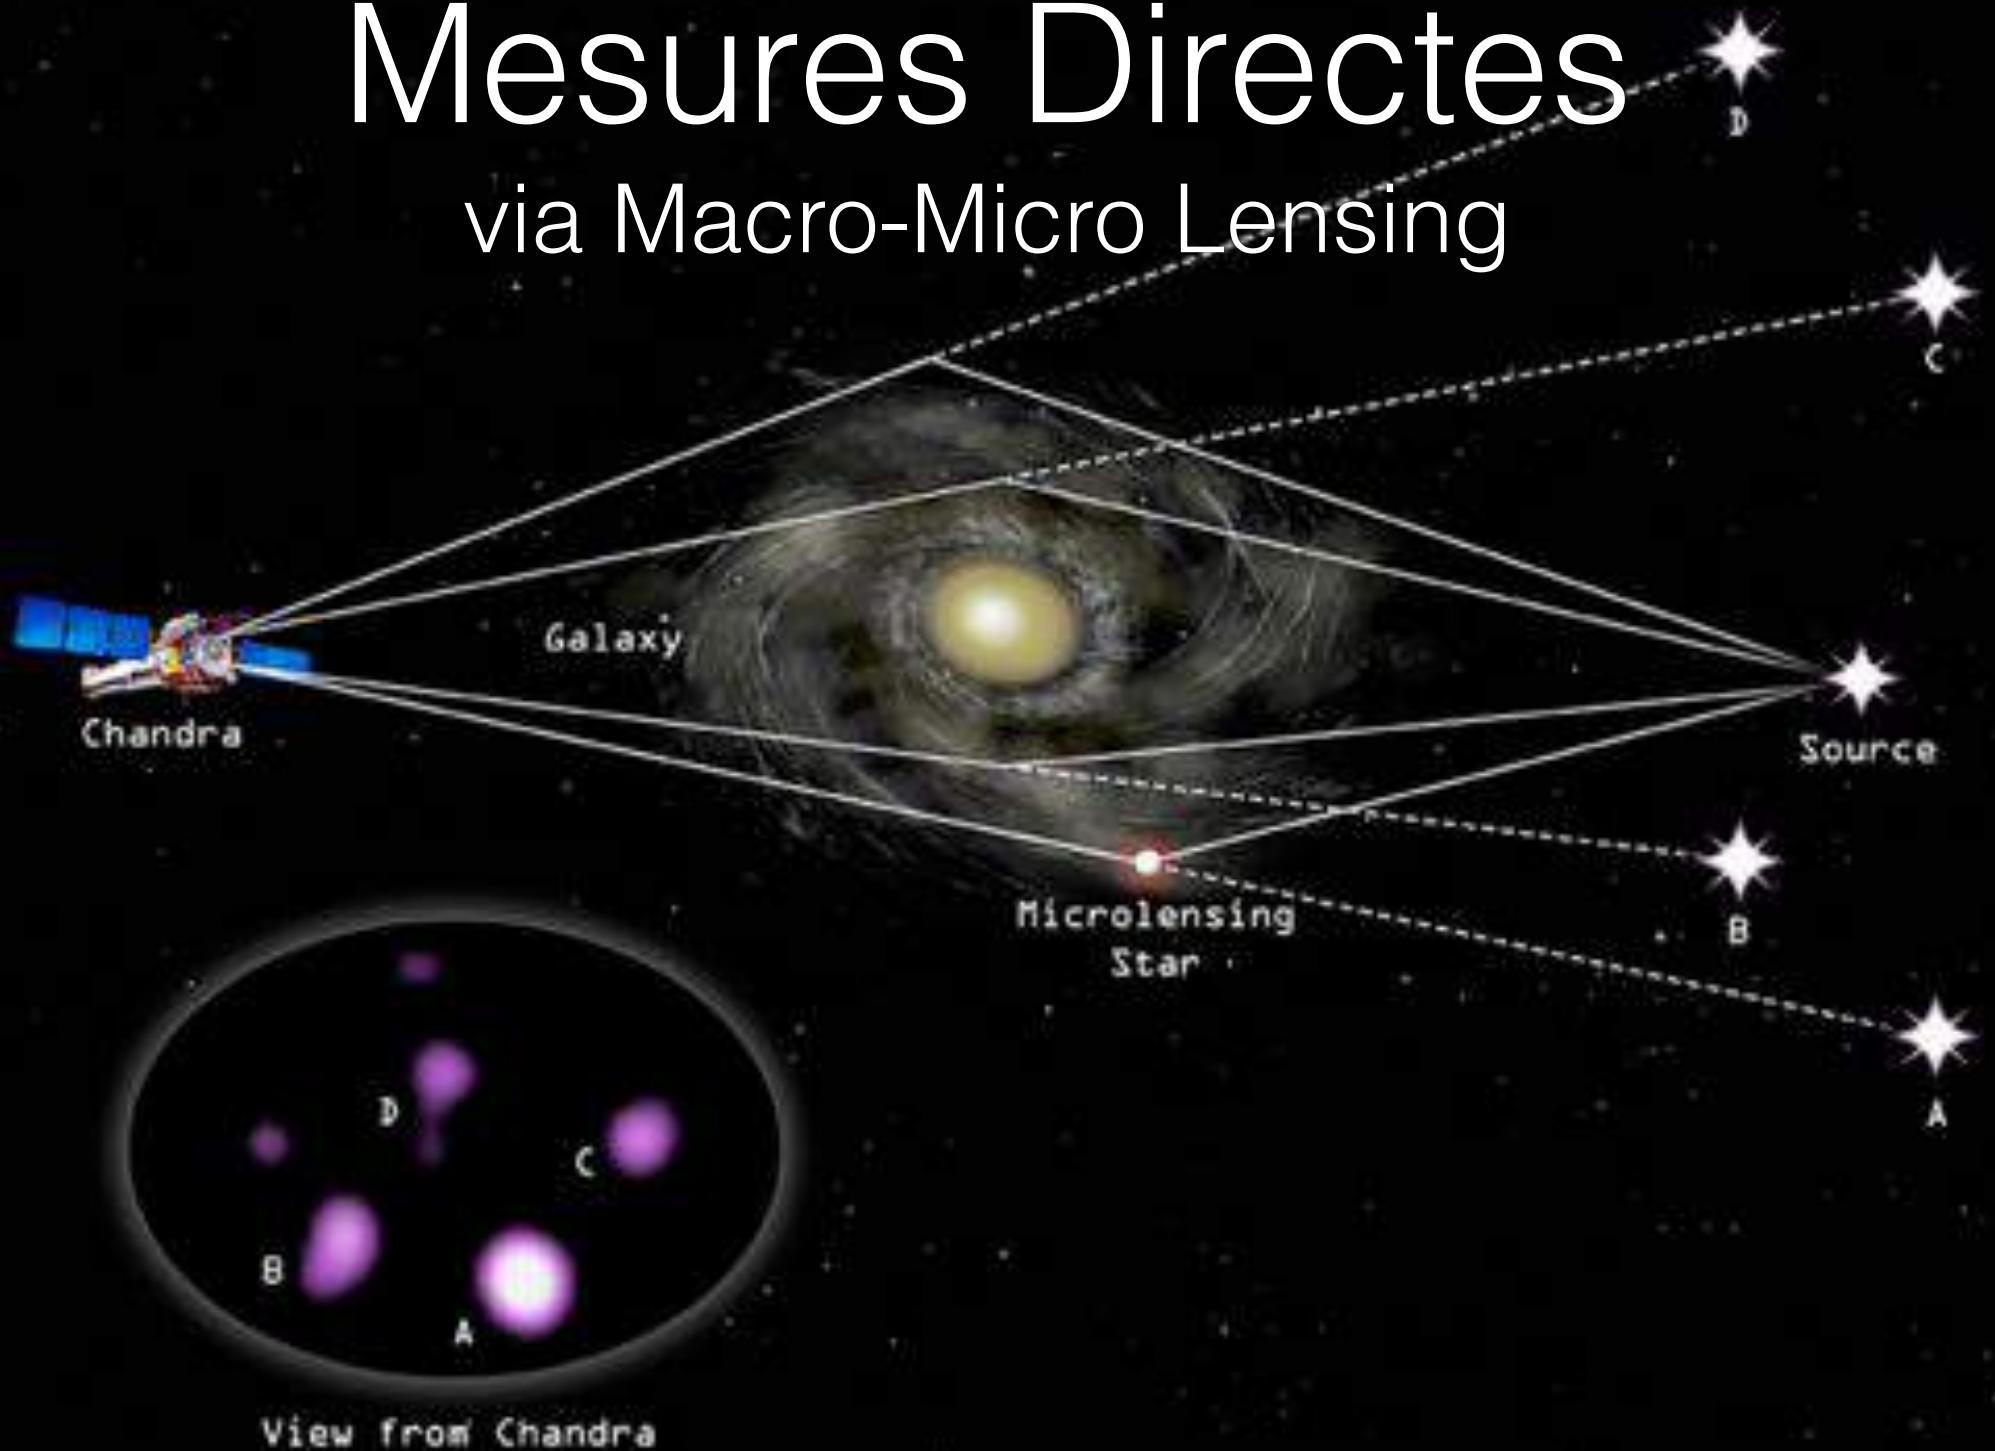 Mesures Directes
via Macro-Micro Lensing
D
C
Galaxy
Chandra
Source
B
Microlensing
Star
A
D
C
B
A
View from Chandra